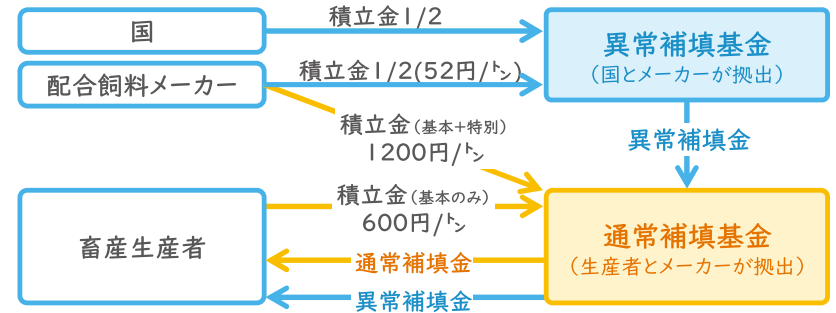 国
積立金1/2
異常補填基金
（国とメーカーが拠出）
配合飼料メーカー
積立金1/2(52円/㌧)
積立金（基本+特別）
1200円/㌧
異常補填金
畜産生産者
積立金（基本のみ）
600円/㌧
通常補填基金
（生産者とメーカーが拠出）
通常補填金
異常補填金